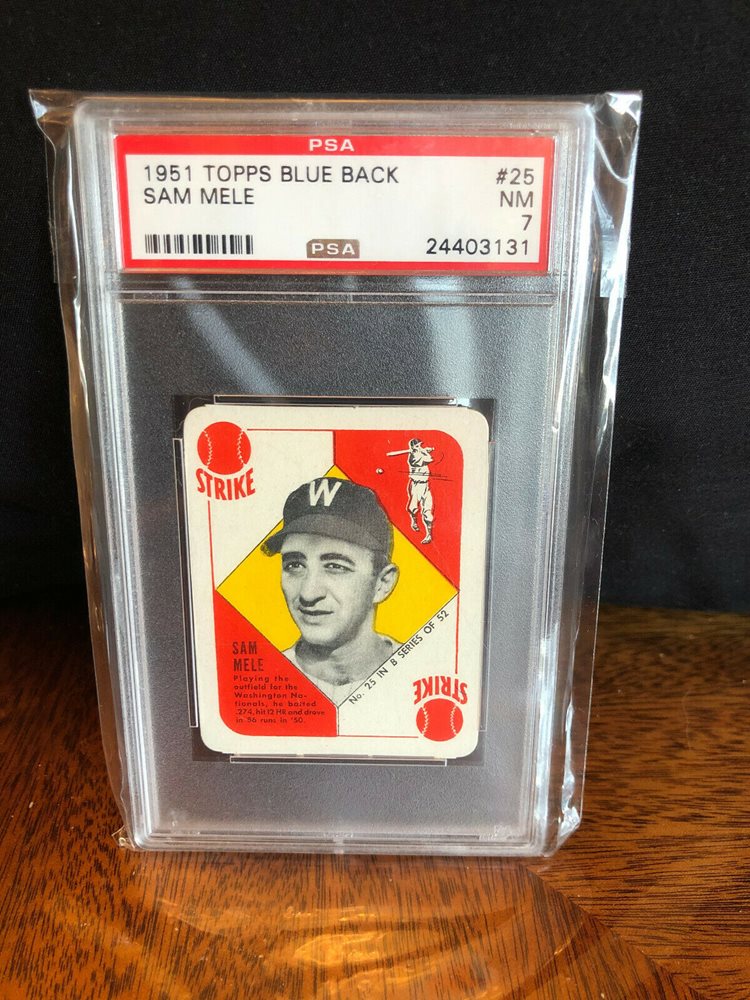 PSA
1951 TOPPS BLUE BACK #25
SAM MELE NM
7
PSA 24403131
STRIKE
W
SAM
MELE
Playing the
outfield for the
Washington Na-
tionals, he batted
.274, hit 12 HR and drove
in 86 runs in '50.
No. 25 IN B SERIES OF 52
STRIKE